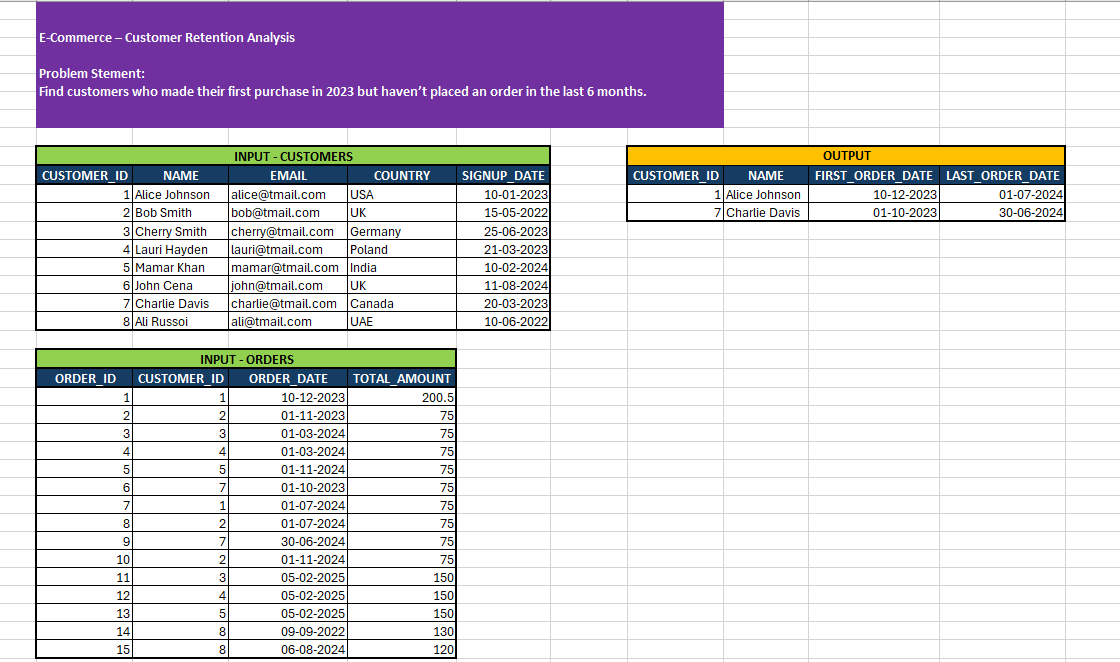 E-Commerce – Customer Retention Analysis
Problem Stement:
Find customers who made their first purchase in 2023 but haven’t placed an order in the last 6 months.
INPUT - CUSTOMERS
CUSTOMER_ID NAME EMAIL COUNTRY SIGNUP_DATE
1 Alice Johnson alice@tmail.com USA 10-01-2023
2 Bob Smith bob@tmail.com UK 15-05-2022
3 Cherry Smith cherry@tmail.com Germany 25-06-2023
4 Lauri Hayden lauri@tmail.com Poland 21-03-2023
5 Mamar Khan mamar@tmail.com India 10-02-2024
6 John Cena john@tmail.com UK 11-08-2024
7 Charlie Davis charlie@tmail.com Canada 20-03-2023
8 Ali Russoi ali@tmail.com UAE 10-06-2022
OUTPUT
CUSTOMER_ID NAME FIRST_ORDER_DATE LAST_ORDER_DATE
1 Alice Johnson 10-12-2023 01-07-2024
7 Charlie Davis 01-10-2023 30-06-2024
INPUT - ORDERS
ORDER_ID CUSTOMER_ID ORDER_DATE TOTAL_AMOUNT
1 1 10-12-2023 200.5
2 2 01-11-2023 75
3 3 01-03-2024 75
4 4 01-03-2024 75
5 5 01-11-2024 75
6 7 01-10-2023 75
7 1 01-07-2024 75
8 2 01-07-2024 75
9 7 30-06-2024 75
10 2 01-11-2024 75
11 3 05-02-2025 150
12 4 05-02-2025 150
13 5 05-02-2025 150
14 8 09-09-2022 130
15 8 06-08-2024 120